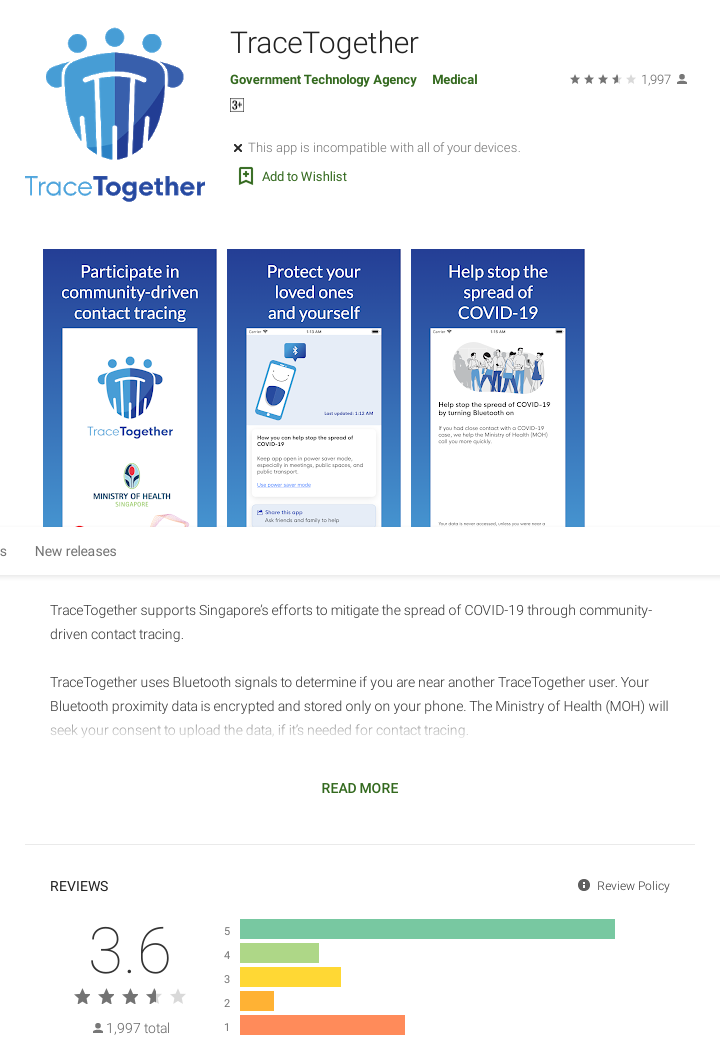 TraceTogether
Government Technology Agency Medical
1,997
3+
This app is incompatible with all of your devices.
Add to Wishlist
TraceTogether
Participate in
community-driven
contact tracing
TraceTogether
MINISTRY OF HEALTH
SINGAPORE
Protect your
loved ones
and yourself
Carrier 1:13 AM
Last updated: 1:12 AM
How you can help stop the spread of
COVID-19
Keep app open in power saver mode,
especially in meetings, public spaces, and
public transport.
Use power saver mode
Share this app
Ask friends and family to help
Help stop the
spread of
COVID-19
Help stop the spread of COVID-19
by turning Bluetooth on
If you had close contact with a COVID-19
case, we help the Ministry of Health (MOH)
call you more quickly.
Your data is never accessed, unless you were near a
s New releases
TraceTogether supports Singapore's efforts to mitigate the spread of COVID-19 through community-
driven contact tracing.
TraceTogether uses Bluetooth signals to determine if you are near another TraceTogether user. Your
Bluetooth proximity data is encrypted and stored only on your phone. The Ministry of Health (MOH) will
seek your consent to upload the data, if it's needed for contact tracing.
READ MORE
REVIEWS
Review Policy
3.6
1,997 total
5
4
3
2
1